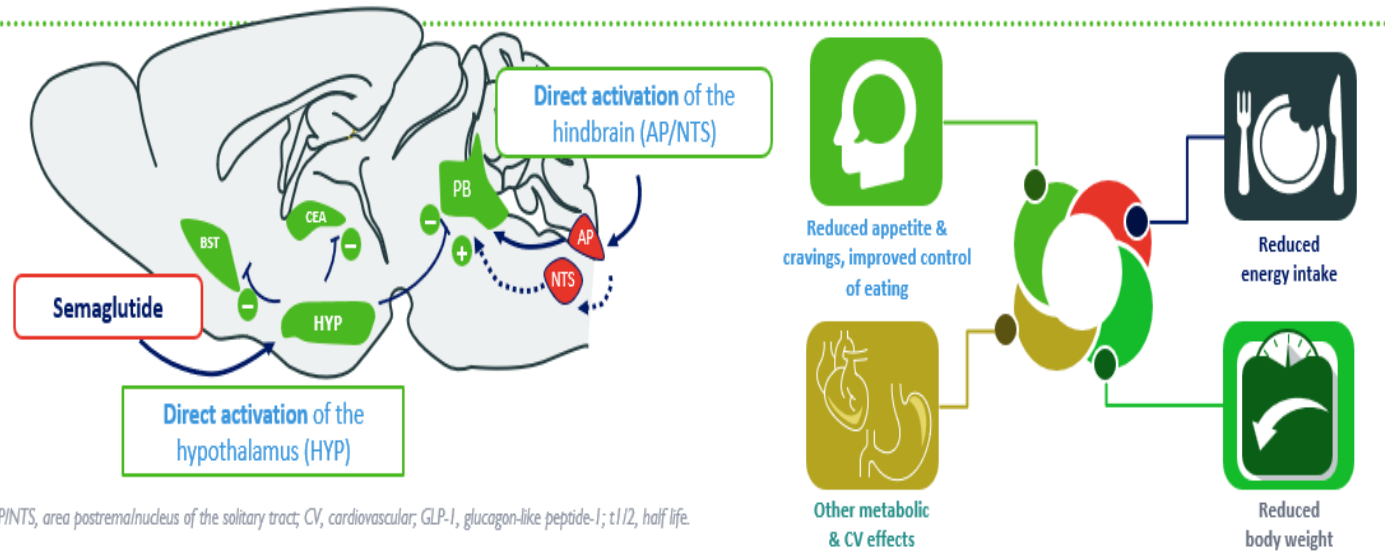 Direct activation of the
hindbrain (AP/NTS)
PB
CEA
BST
AP
NTS
Semaglutide
HYP
Direct activation of the
hypothalamus (HYP)
Reduced appetite &
cravings, improved control
of eating
Reduced
energy intake
Other metabolic
& CV effects
Reduced
body weight
P/NTS, area postrema/nucleus of the solitary tract; CV, cardiovascular; GLP-1, glucagon-like peptide-1; t1/2, half life.